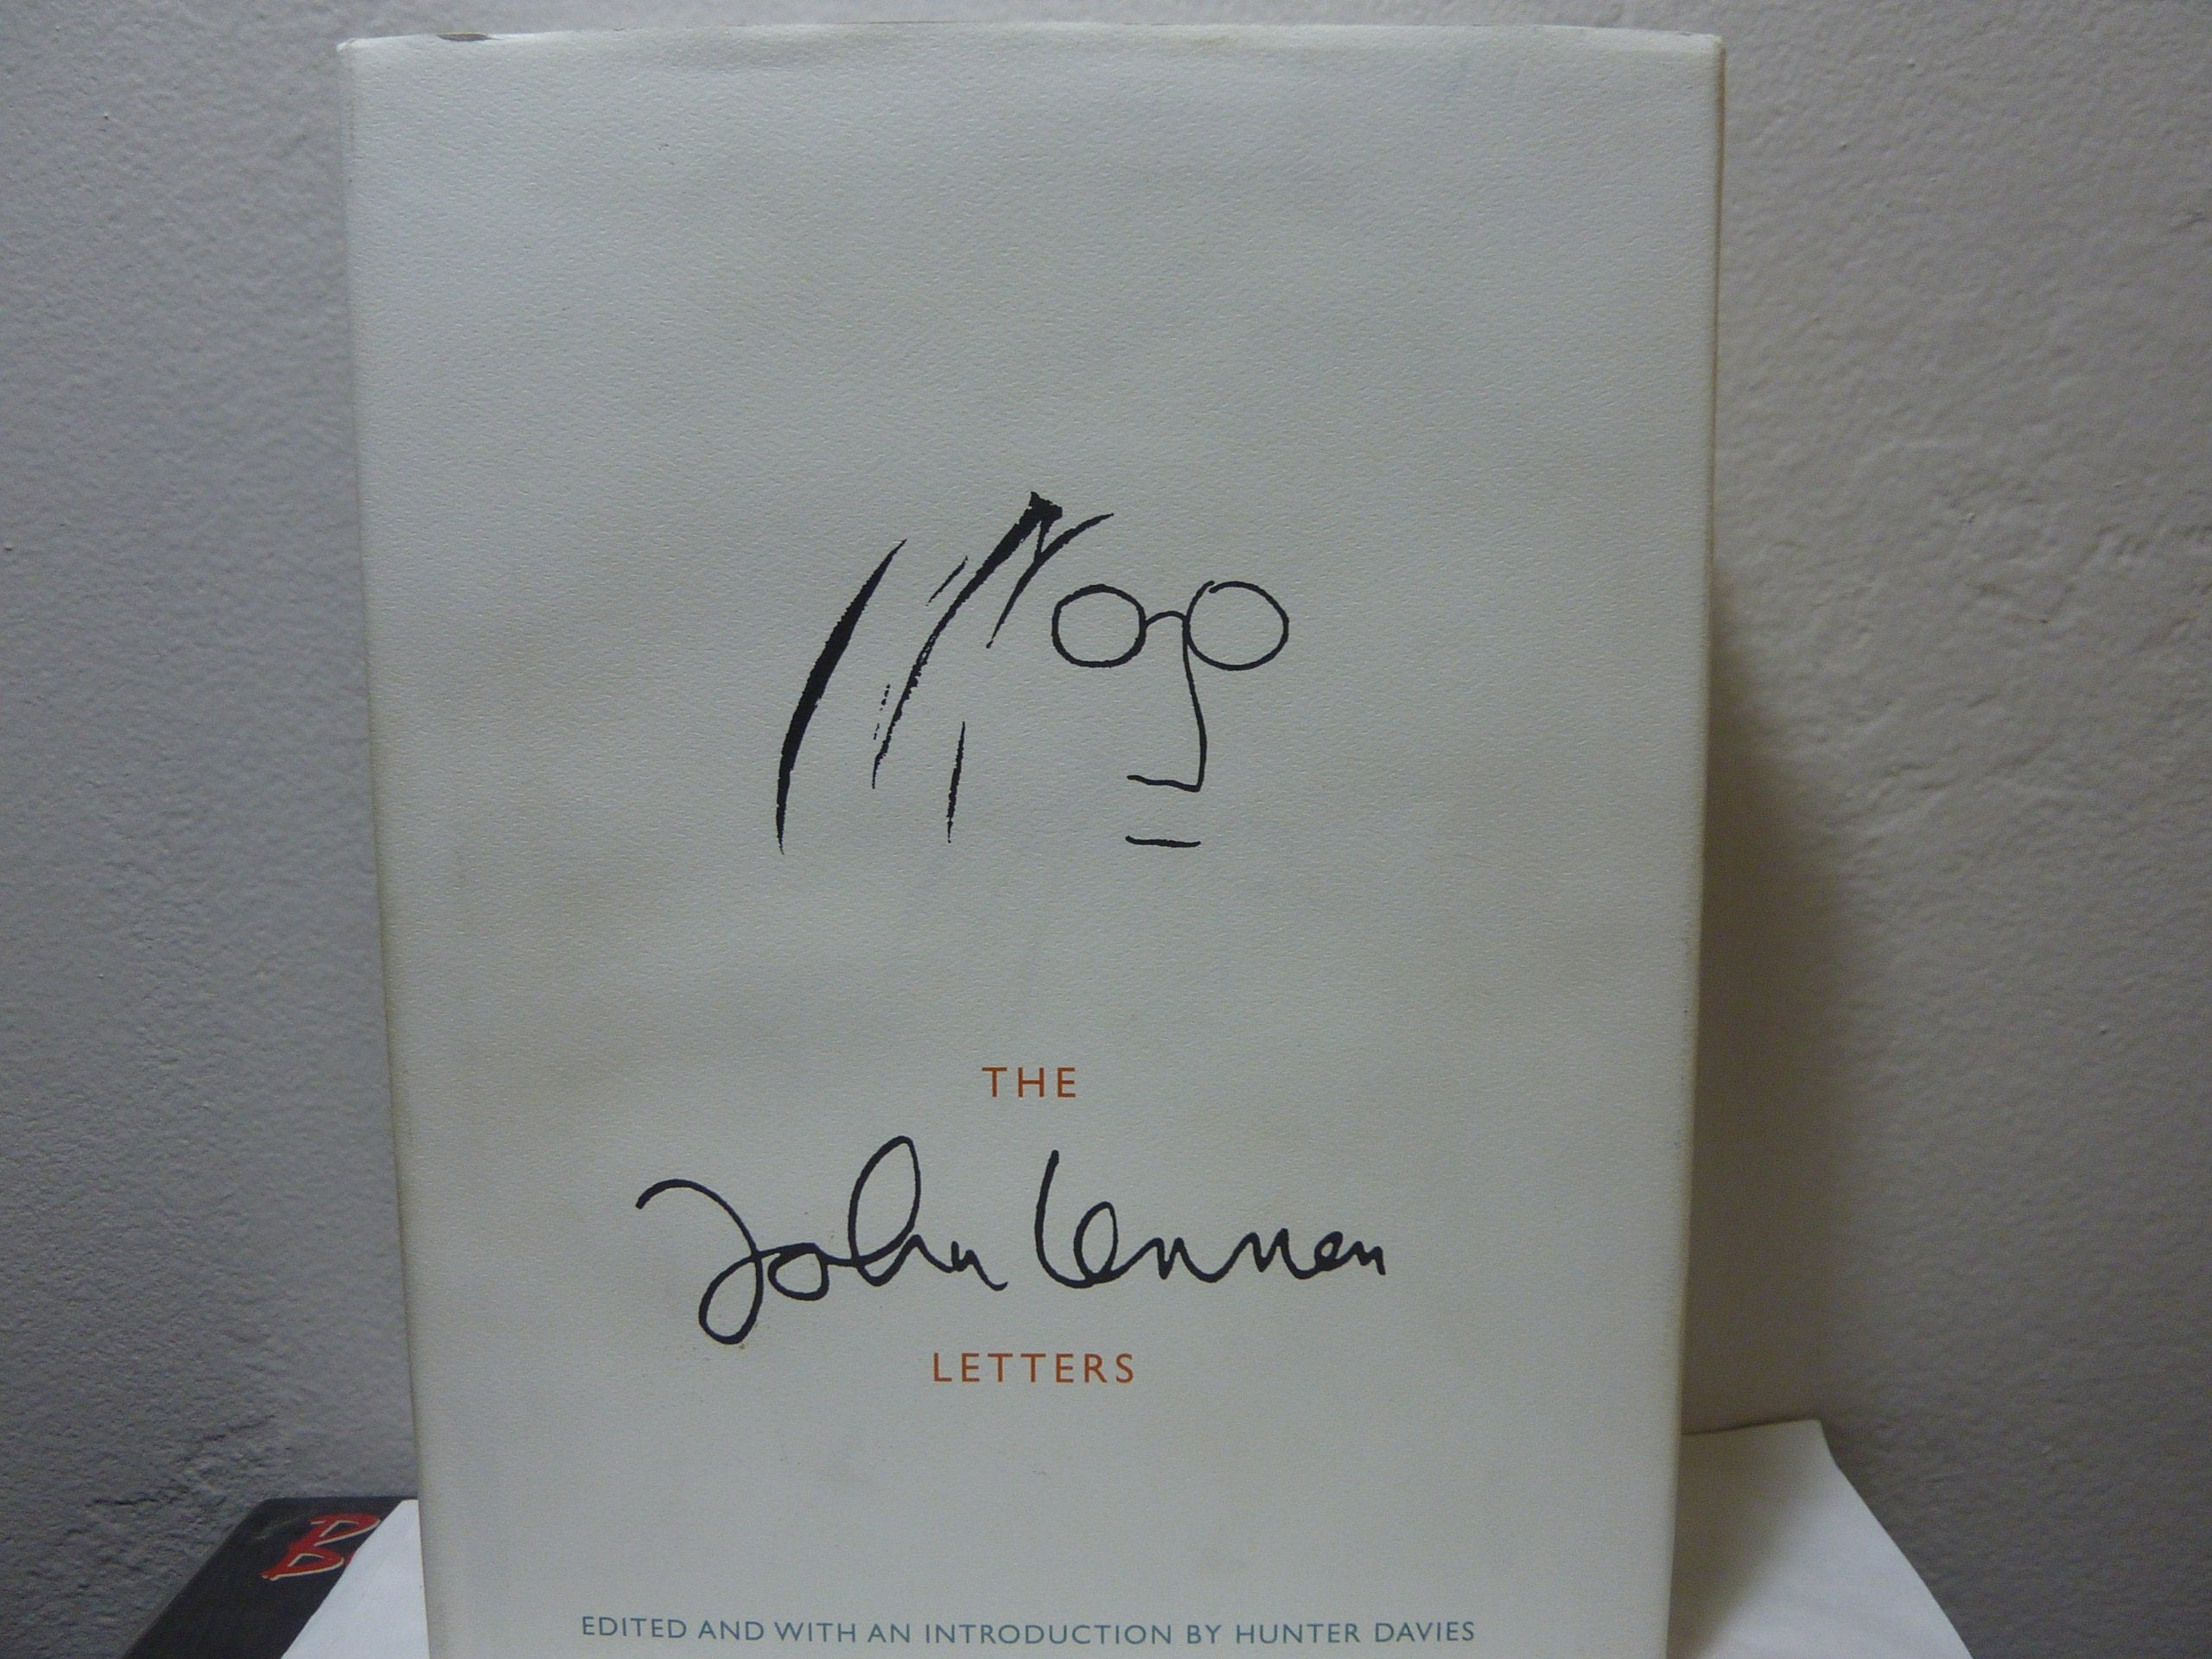 THE
John Lennon
LETTERS
EDITED AND WITH AN INTRODUCTION BY HUNTER DAVIES